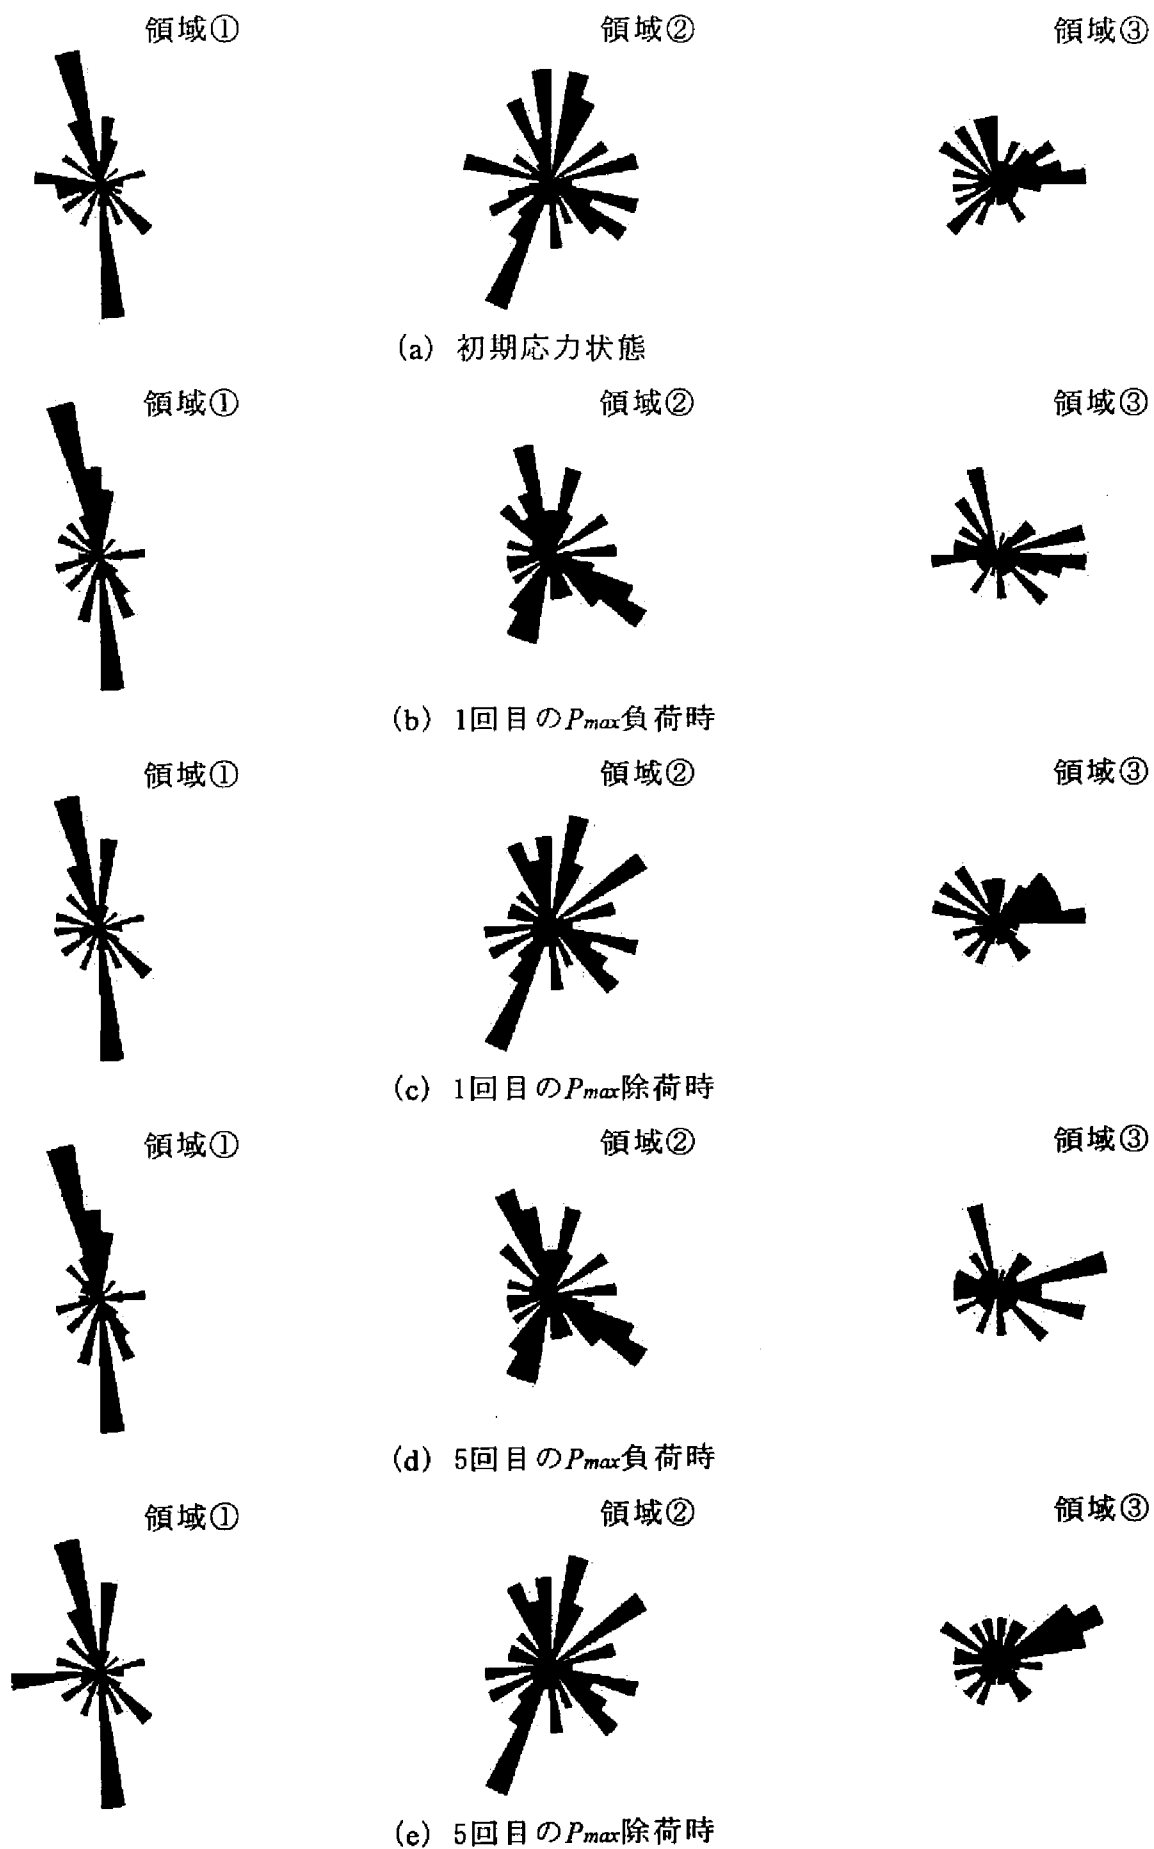 領域① 領域② 領域③
(a) 初期応力状態
領域① 領域② 領域③
(b) 1回目のPmax負荷時
領域① 領域② 領域③
(c) 1回目のPmax除荷時
領域① 領域② 領域③
(d) 5回目のPmax負荷時
領域① 領域② 領域③
(e) 5回目のPmax除荷時